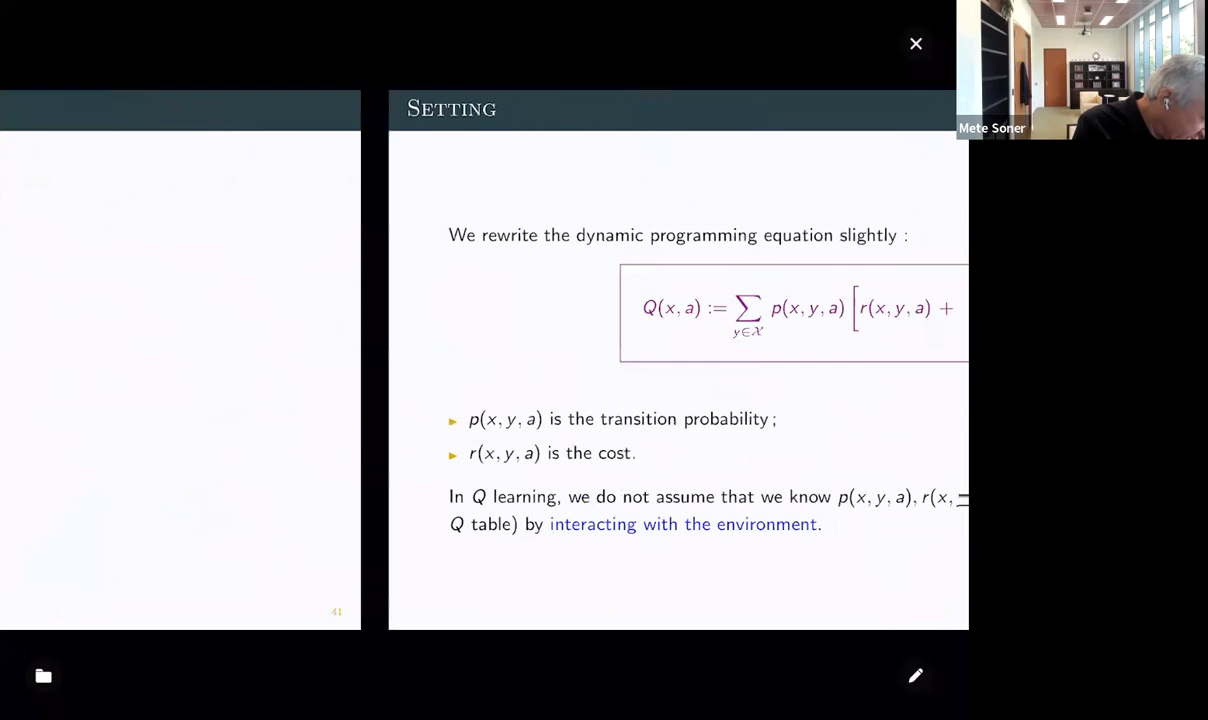 Setting
Mete Soner
We rewrite the dynamic programming equation slightly :
Q(x, a) := ∑_{y∈𝒳} p(x, y, a) [r(x, y, a) +
► p(x, y, a) is the transition probability ;
► r(x, y, a) is the cost.
In Q learning, we do not assume that we know p(x, y, a), r(x,
Q table) by interacting with the environment.
41